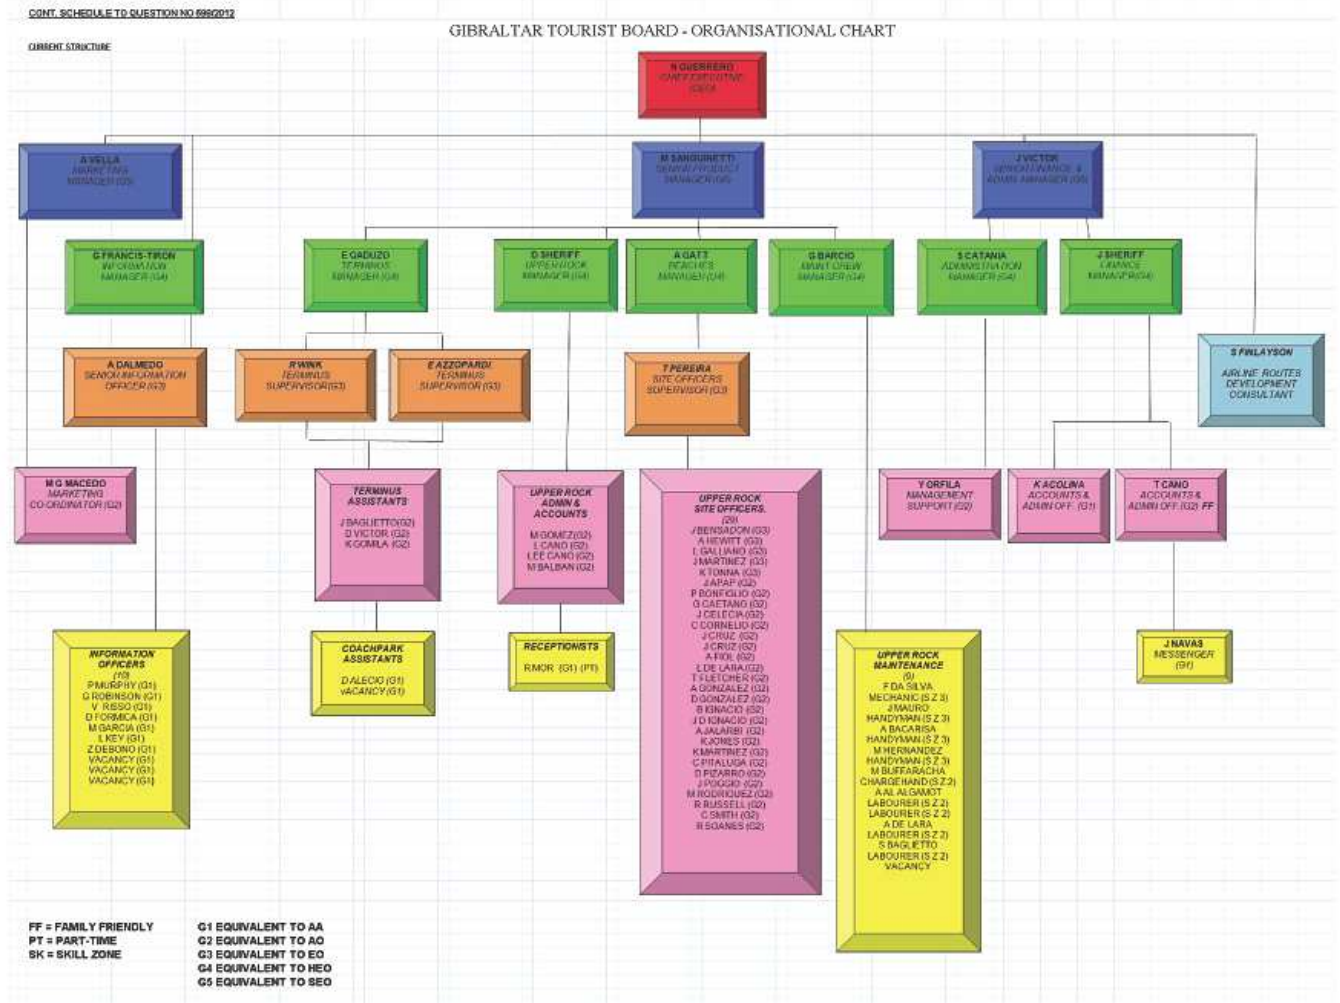 CONT. SCHEDULE TO QUESTION NO 598/2012
GIBRALTAR TOURIST BOARD - ORGANISATIONAL CHART
CURRENT STRUCTURE
N GUERRERO
CHIEF EXECUTIVE
A VELLA
MARKETING
MANAGER (G5)
M SANGUINETTI
SENIOR PRODUCT
MANAGER (G5)
J VICTOR
SENIOR FINANCE &
ADMIN. MANAGER (G5)
G FRANCIS-TIRON
INFORMATION
MANAGER (G4)
E GADUZO
TERMINUS
MANAGER (G4)
D SHERIFF
UPPER ROCK
MANAGER (G4)
A GATT
BEACHES
MANAGER (G4)
G BARCIO
MAINT CREW
MANAGER (G4)
S CATANIA
ADMINISTRATION
MANAGER (G4)
J SHERIFF
FINANCE
MANAGER (G4)
S FINLAYSON
AIRLINE ROUTES
DEVELOPMENT
CONSULTANT
A DALMEDO
SENIOR INFORMATION
OFFICER (G3)
R WINK
TERMINUS
SUPERVISOR (G3)
E AZZOPARDI
TERMINUS
SUPERVISOR (G3)
T PEREIRA
SITE OFFICERS
SUPERVISOR (G3)
M G MACEDO
MARKETING
CO-ORDINATOR (G2)
TERMINUS
ASSISTANTS
J BAGLIETTO(G2)
D VICTOR (G2)
K GOMILA (G2)
UPPER ROCK
ADMIN &
ACCOUNTS
M GOMEZ(G2)
L CANO (G2)
LEE CANO (G2)
M BALBAN (G2)
UPPER ROCK
SITE OFFICERS.
(29)
J BENSADON (G3)
A HEWITT (G3)
L GALLIANO (G3)
J MARTINEZ (G3)
K TONNA (G3)
J APAP (G2)
P BONFIGLIO (G2)
G CAETANO (G2)
J CELECIA (G2)
C CORNELIO (G2)
J CRUZ (G2)
J CRUZ (G2)
A FIOL (G2)
L DE LARA(G2)
T FLETCHER (G2)
A GONZALEZ (G2)
D GONZALEZ (G2)
B IGNACIO (G2)
J D IGNACIO (G2)
A JALARBI (G2)
K JONES (G2)
K MARTINEZ (G2)
C PITALUGA (G2)
D PIZARRO (G2)
J POGGIO (G2)
M RODRIGUEZ (G2)
R RUSSELL (G2)
C SMITH (G2)
R SOANES (G2)
Y ORFILA
MANAGEMENT
SUPPORT (G2)
K ACOLINA
ACCOUNTS &
ADMIN OFF. (G1)
T CANO
ACCOUNTS &
ADMIN OFF. (G2) FF
INFORMATION
OFFICERS
(10)
P MURPHY (G1)
G ROBINSON (G1)
V RISSO (G1)
D FORMICA (G1)
M GARCIA (G1)
L KEY (G1)
Z DEBONO (G1)
VACANCY (G1)
VACANCY (G1)
VACANCY (G1)
COACH PARK
ASSISTANTS
D ALECIO (G1)
VACANCY (G1)
RECEPTIONISTS
R MOR (G1) (PT)
UPPER ROCK
MAINTENANCE
(9)
F DA SILVA
MECHANIC (S Z 3)
J MAURO
HANDYMAN (S Z 3)
A BACARISA
HANDYMAN (S Z 3)
M HERNANDEZ
HANDYMAN (S Z 3)
M BUFFARACHA
CHARGEHAND (S Z 2)
A AL ALGAMOT
LABOURER (S Z 2)
LABOURER (S Z 2)
A DE LARA
LABOURER (S Z 2)
S BAGLIETTO
LABOURER (S Z 2)
VACANCY
J NAVAS
MESSENGER
(G1)
FF = FAMILY FRIENDLY
PT = PART-TIME
SK = SKILL ZONE
G1 EQUIVALENT TO AA
G2 EQUIVALENT TO AO
G3 EQUIVALENT TO EO
G4 EQUIVALENT TO HEO
G5 EQUIVALENT TO SEO